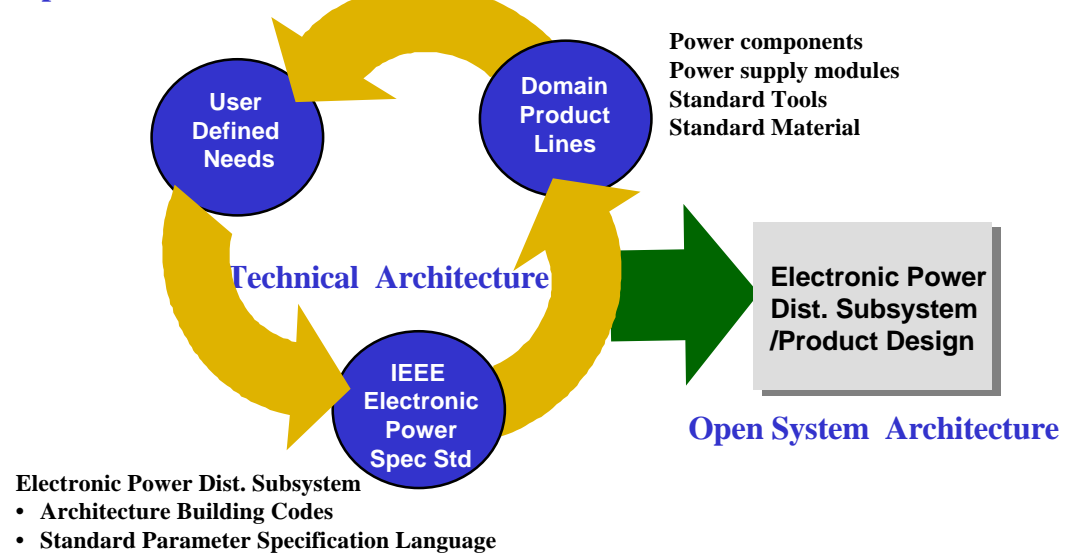 Power components
Power supply modules
Standard Tools
Standard Material
User
Defined
Needs
Domain
Product
Lines
Technical Architecture
Electronic Power
Dist. Subsystem
/Product Design
IEEE
Electronic
Power
Spec Std
Open System Architecture
Electronic Power Dist. Subsystem
• Architecture Building Codes
• Standard Parameter Specification Language